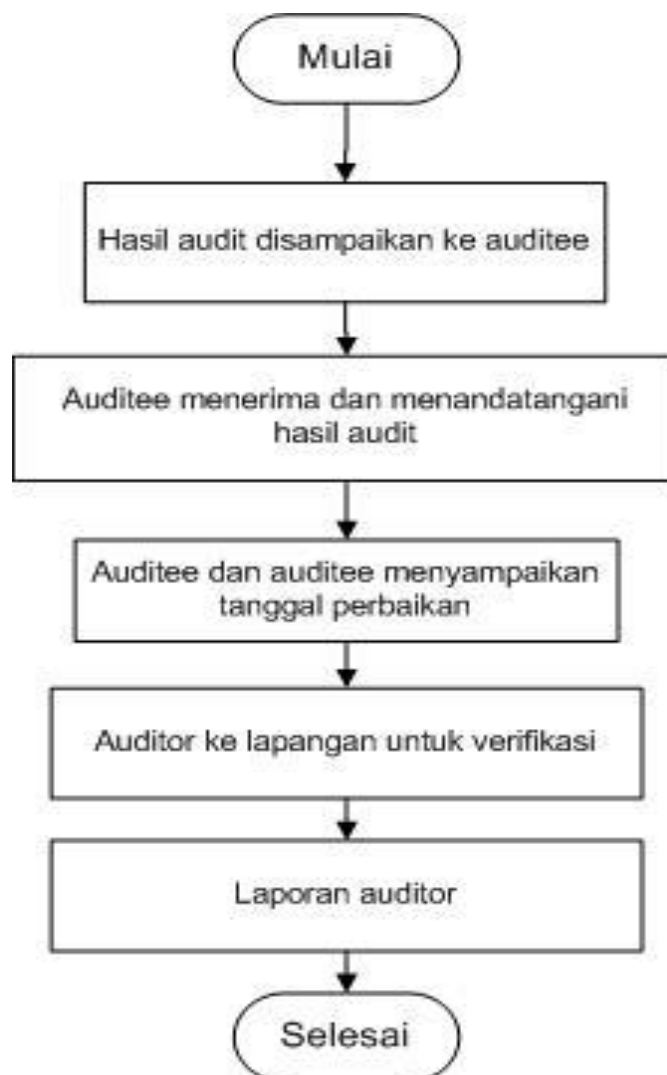 Mulai
Hasil audit disampaikan ke auditee
Auditee menerima dan menandatangani
hasil audit
Auditee dan auditee menyampaikan
tanggal perbaikan
Auditor ke lapangan untuk verifikasi
Laporan auditor
Selesai